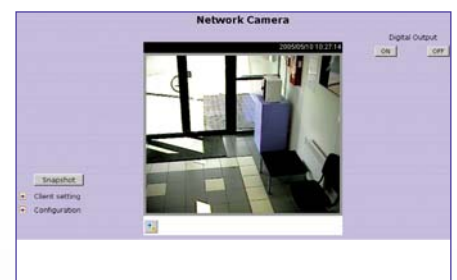 Network Camera
Digital Output
ON OFF
2005/05/10 10:27:14
Snapshot
Client setting
Configuration